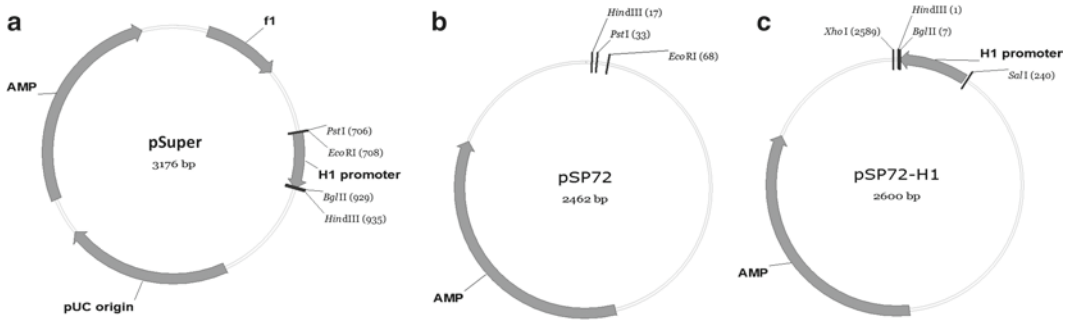 a
f1
AMP
pSuper
3176 bp
PstI (706)
EcoRI (708)
H1 promoter
BglII (929)
HindIII (935)
pUC origin
b
HindIII (17)
PstI (33)
EcoRI (68)
pSP72
2462 bp
AMP
c
HindIII (1)
XhoI (2589)
BglII (7)
H1 promoter
SalI (240)
pSP72-H1
2600 bp
AMP